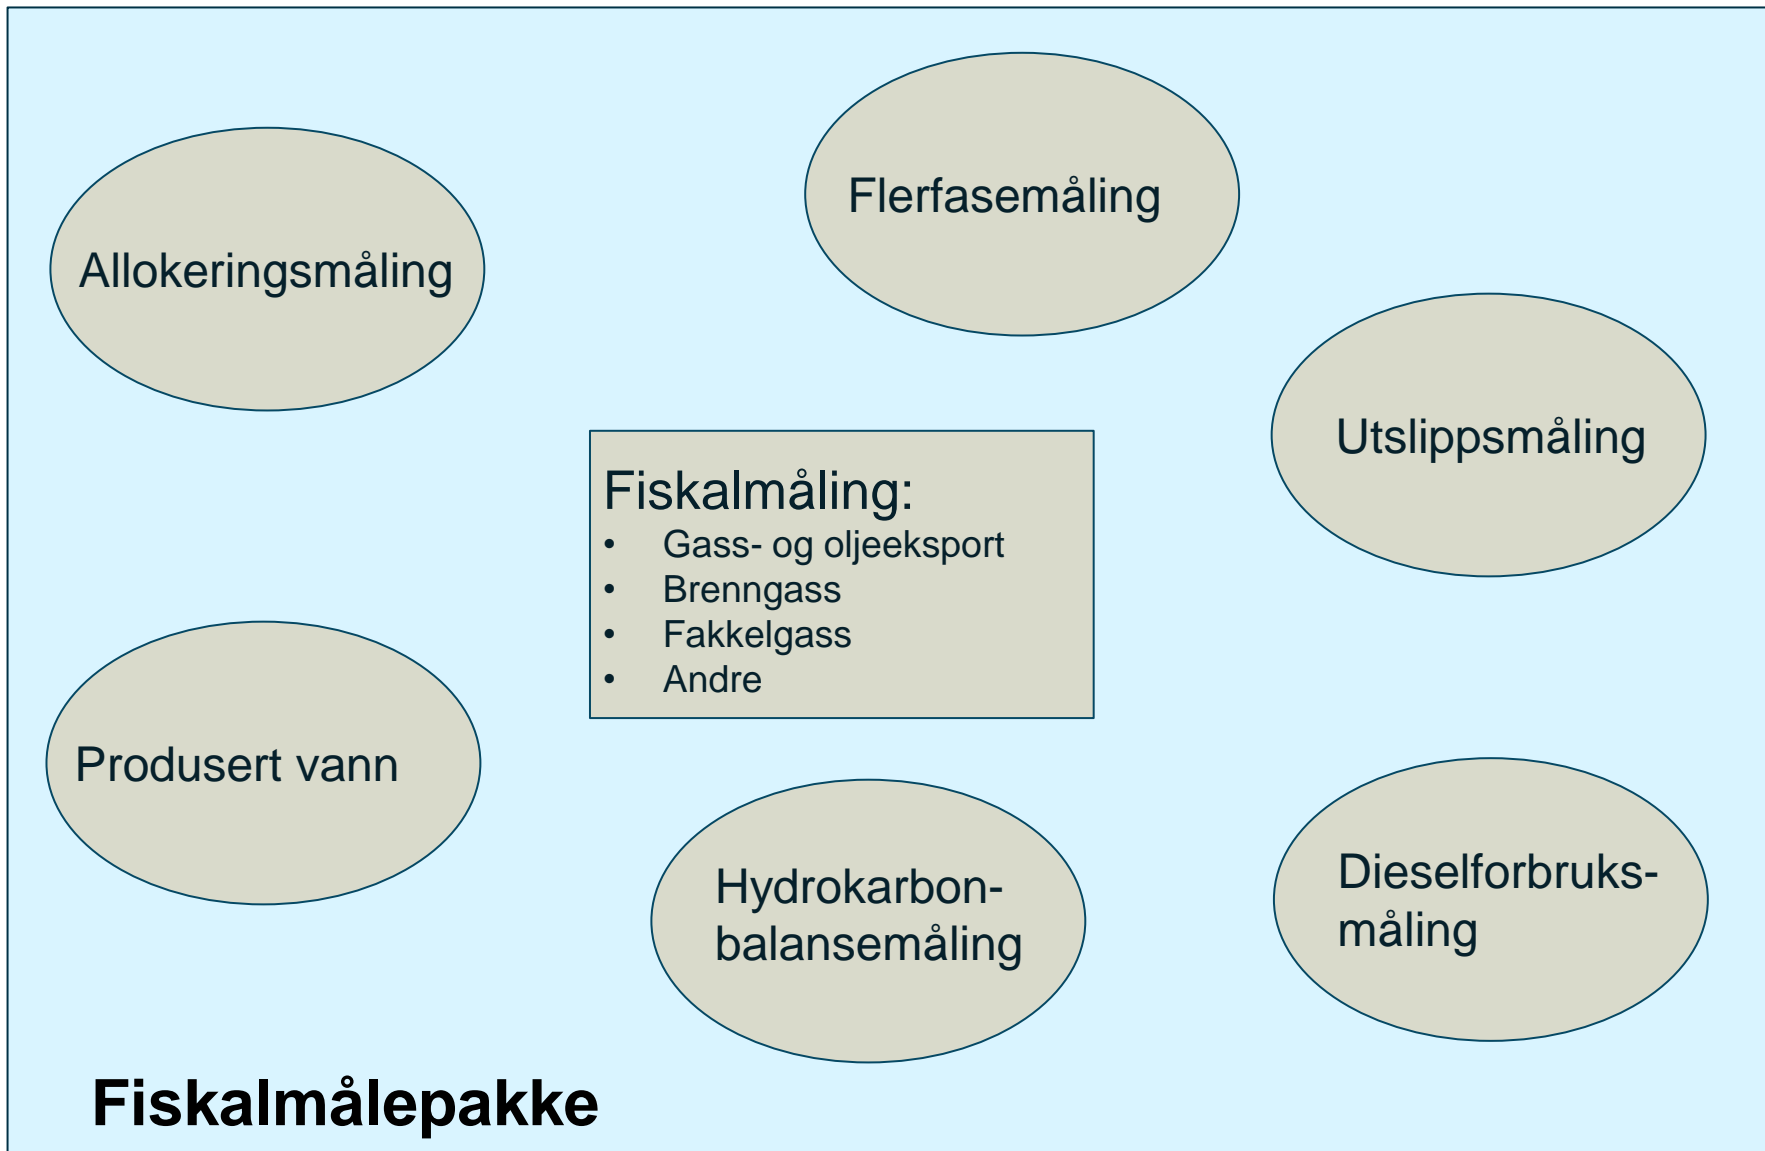 Flerfasemåling
Allokeringsmåling
Utslippsmåling
Fiskalmåling:
• Gass- og oljeeksport
• Brenngass
• Fakkelgass
• Andre
Produsert vann
Hydrokarbon-
balansemåling
Dieselforbruks-
måling
Fiskalmålepakke